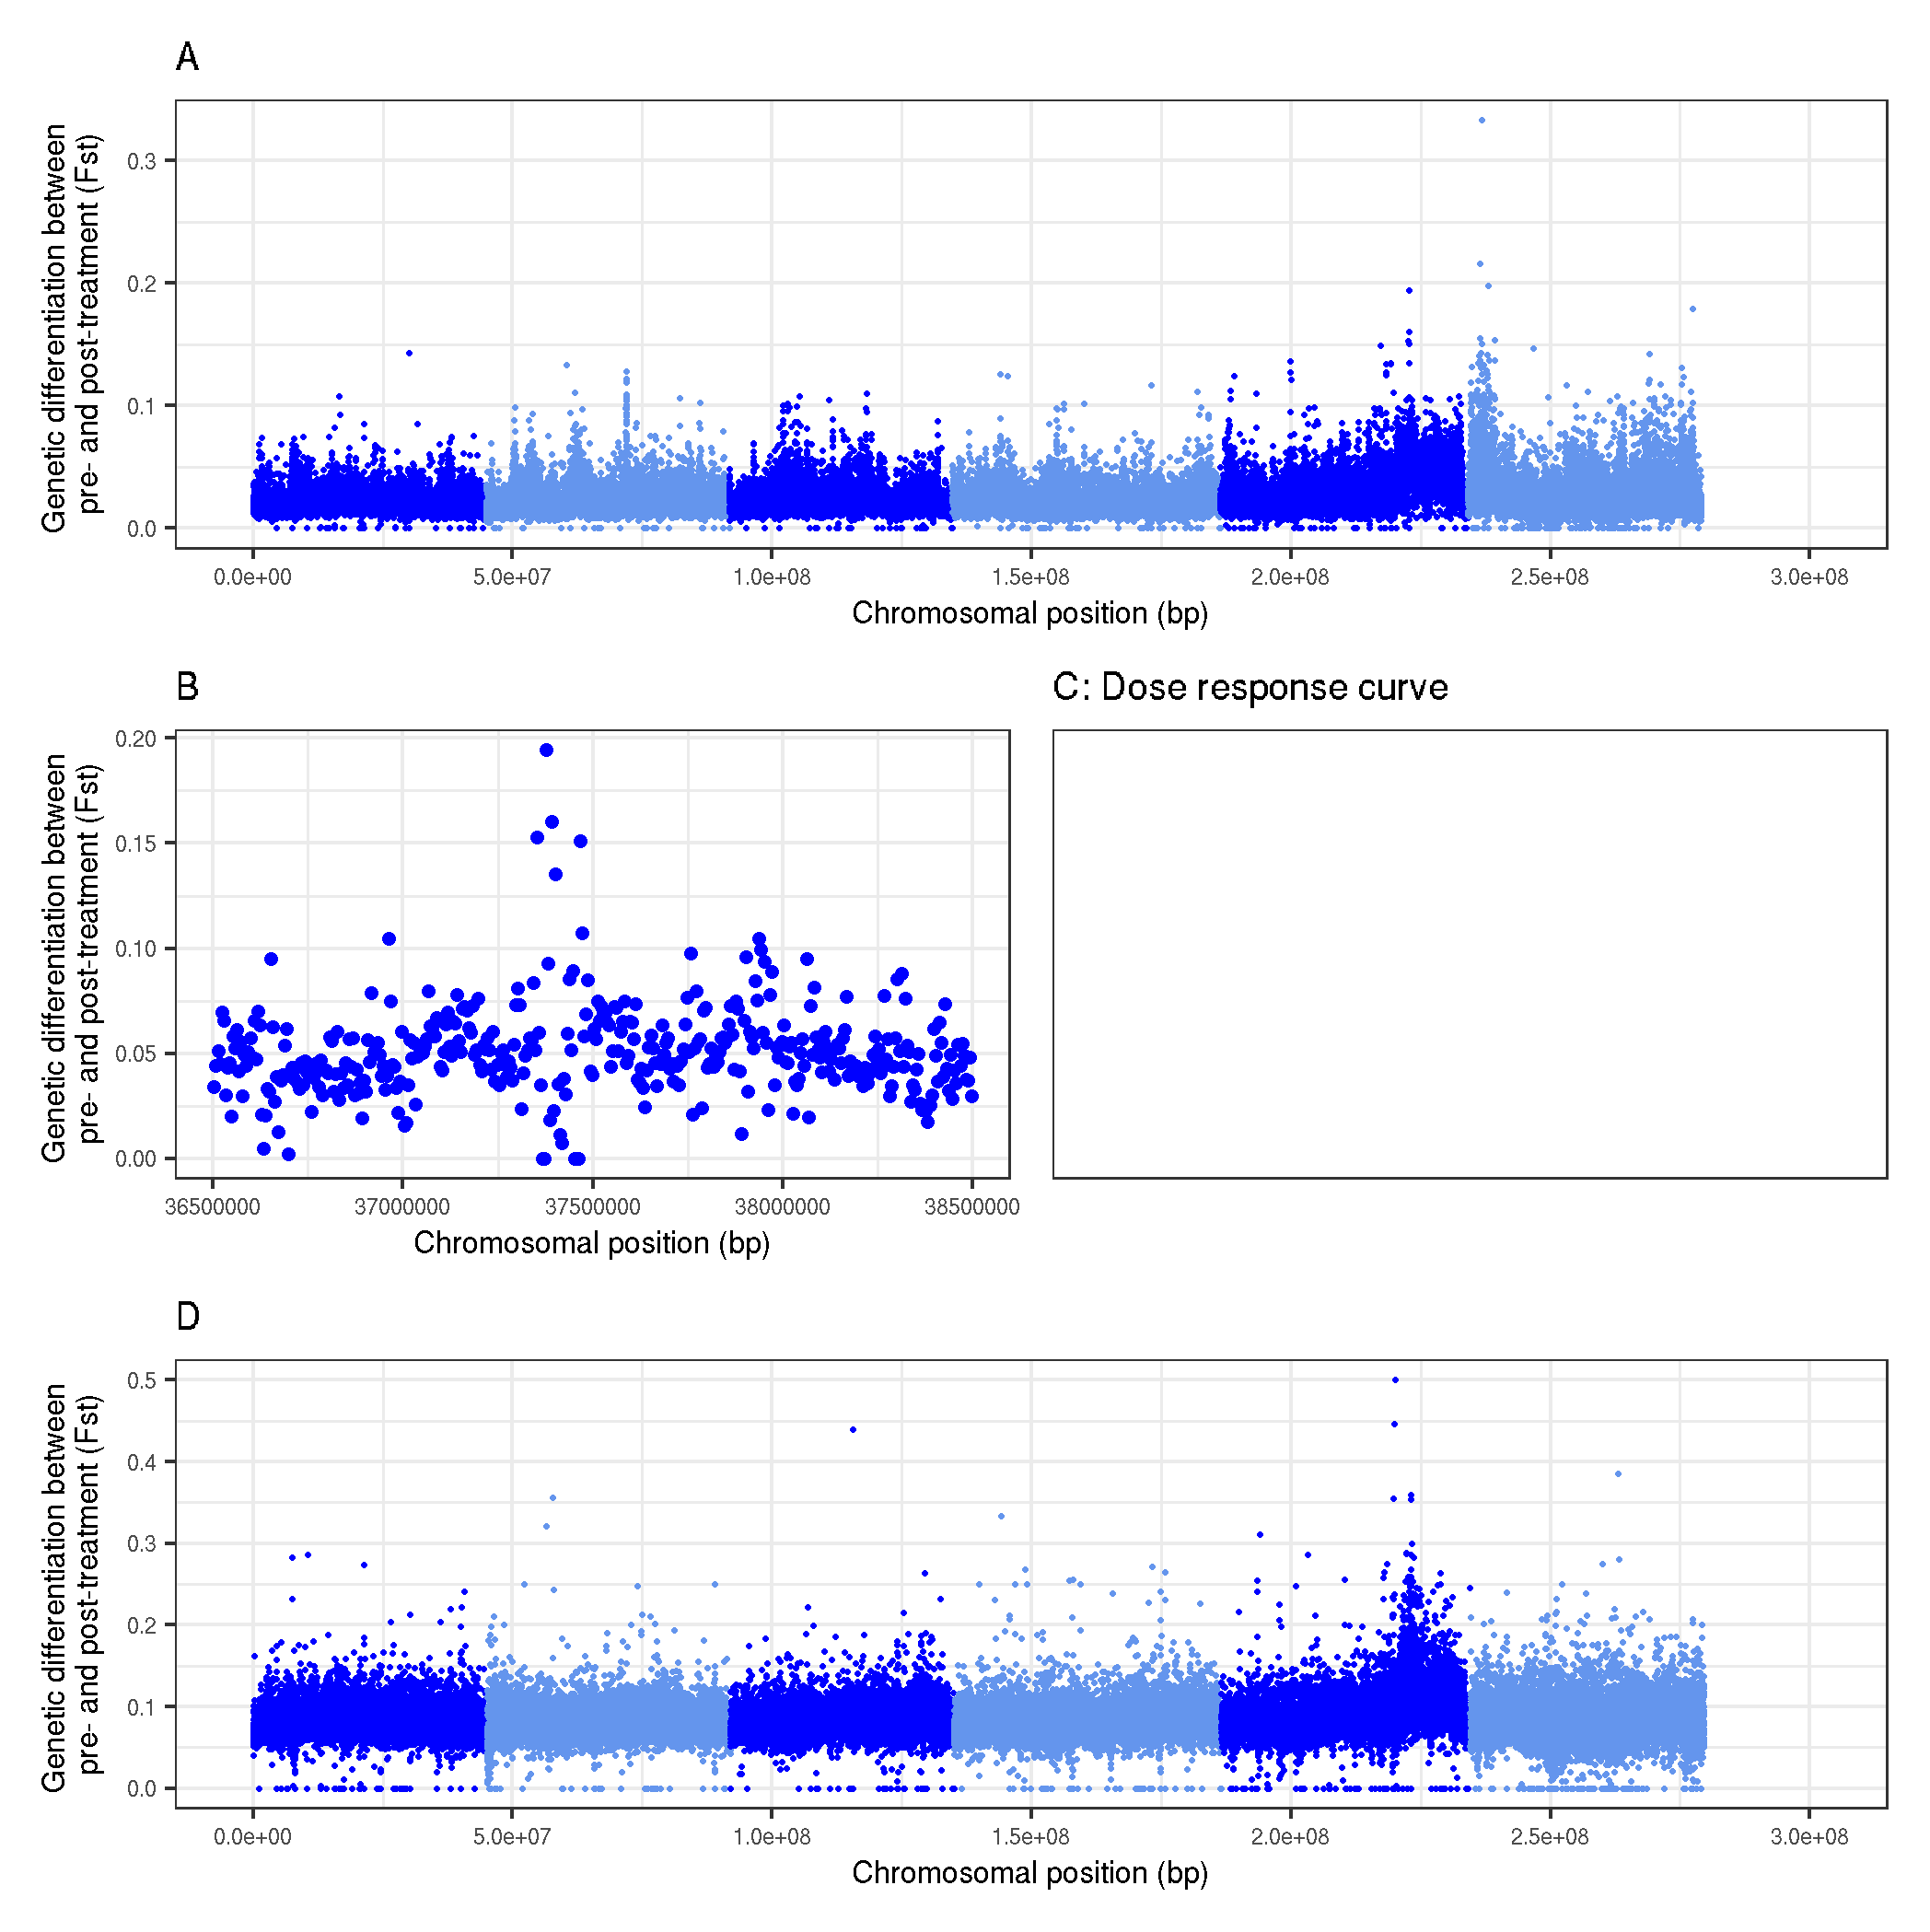 A
Genetic differentiation between
pre- and post-treatment (Fst)
0.3
0.2
0.1
0.0
0.0e+00 5.0e+07 1.0e+08 1.5e+08 2.0e+08 2.5e+08 3.0e+08
Chromosomal position (bp)
B
Genetic differentiation between
pre- and post-treatment (Fst)
0.20
0.15
0.10
0.05
0.00
36500000 37000000 37500000 38000000 38500000
Chromosomal position (bp)
C: Dose response curve
D
Genetic differentiation between
pre- and post-treatment (Fst)
0.5
0.4
0.3
0.2
0.1
0.0
0.0e+00 5.0e+07 1.0e+08 1.5e+08 2.0e+08 2.5e+08 3.0e+08
Chromosomal position (bp)